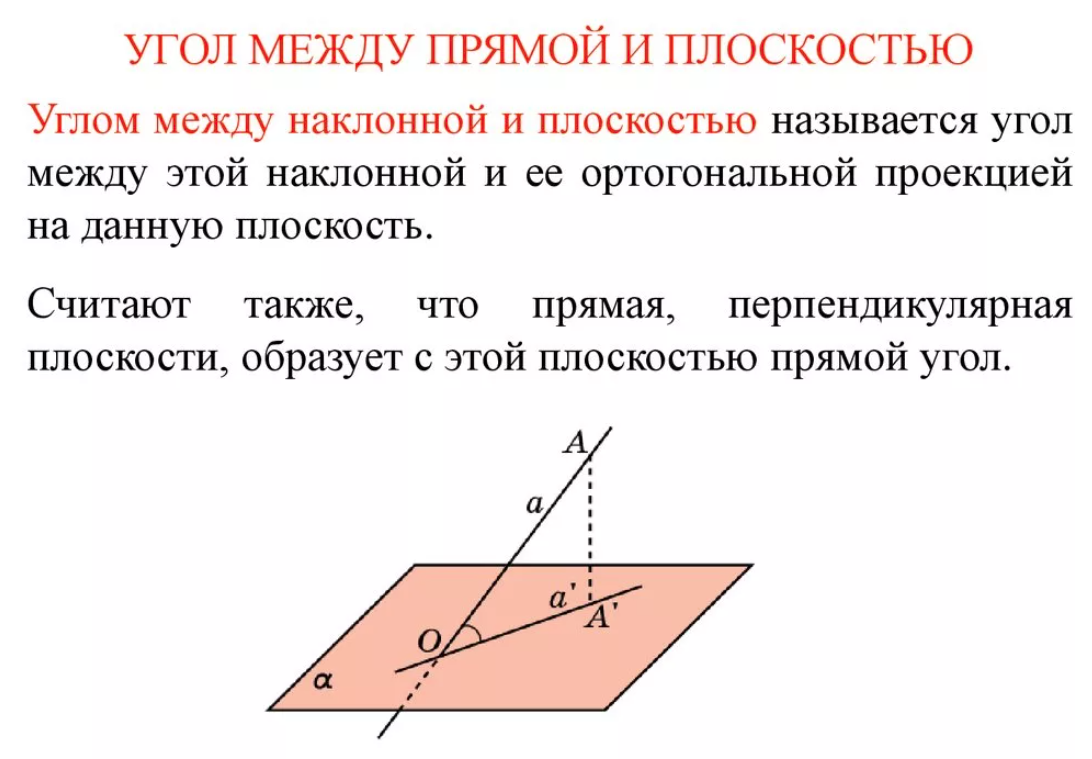 УГОЛ МЕЖДУ ПРЯМОЙ И ПЛОСКОСТЬЮ
Углом между наклонной и плоскостью называется угол
между этой наклонной и ее ортогональной проекцией
на данную плоскость.
Считают также, что прямая, перпендикулярная
плоскости, образует с этой плоскостью прямой угол.
A
a
a'
A'
O
α